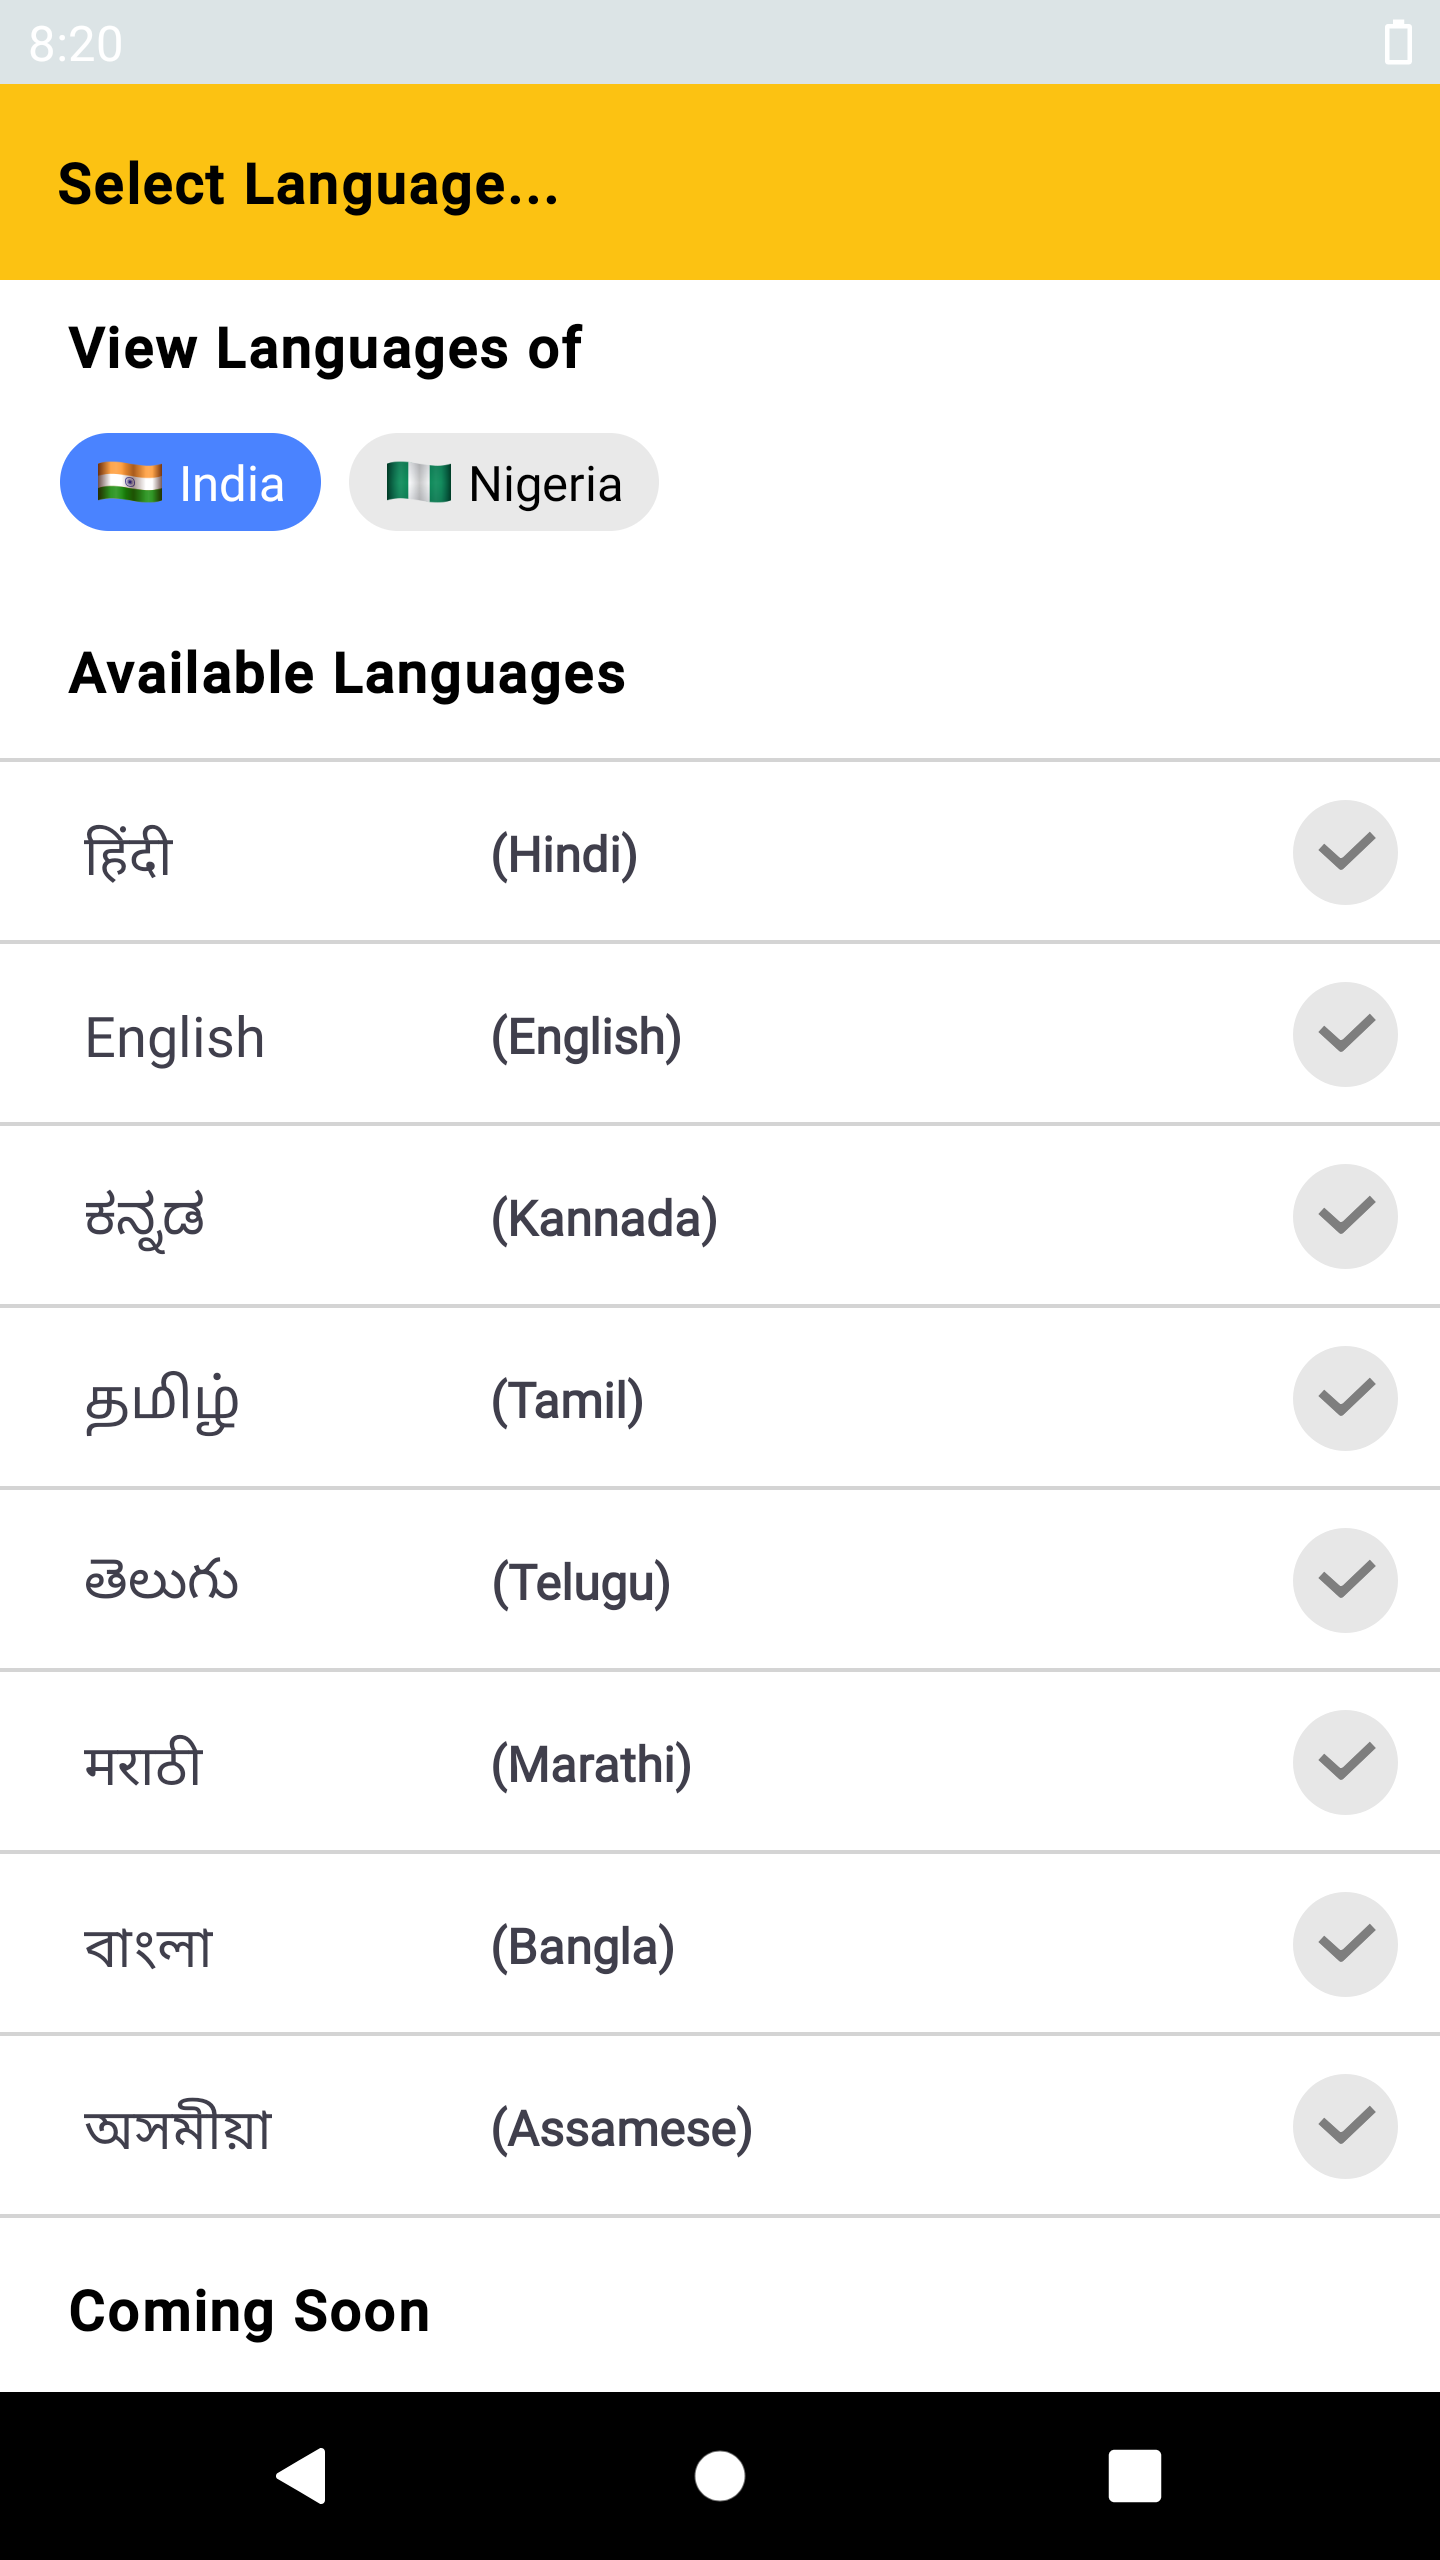 8:20
Select Language...
View Languages of
India Nigeria
Available Languages
हिंदी (Hindi)
English (English)
ಕನ್ನಡ (Kannada)
தமிழ் (Tamil)
తెలుగు (Telugu)
मराठी (Marathi)
বাংলা (Bangla)
অসমীয়া (Assamese)
Coming Soon